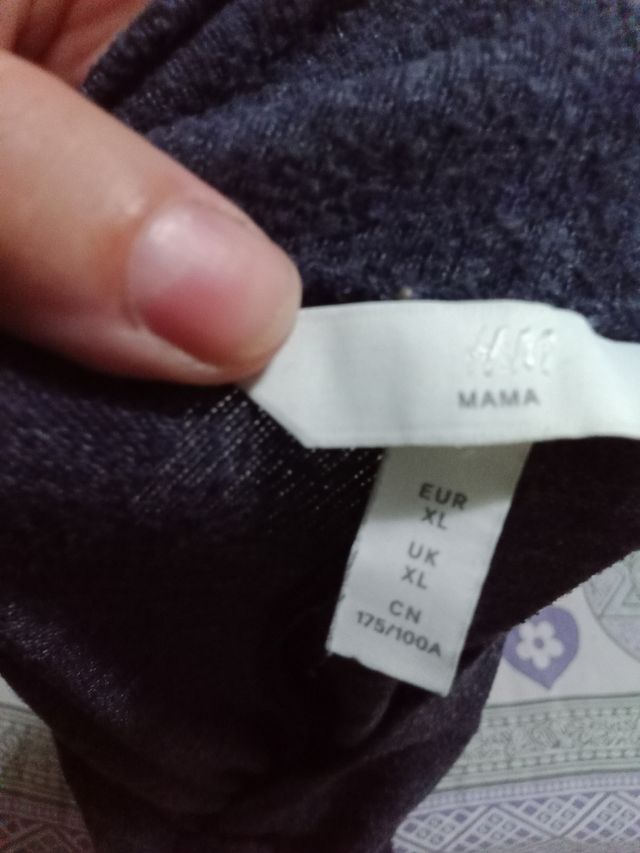 H&M
MAMA
EUR
XL
UK
XL
CN
175/100A